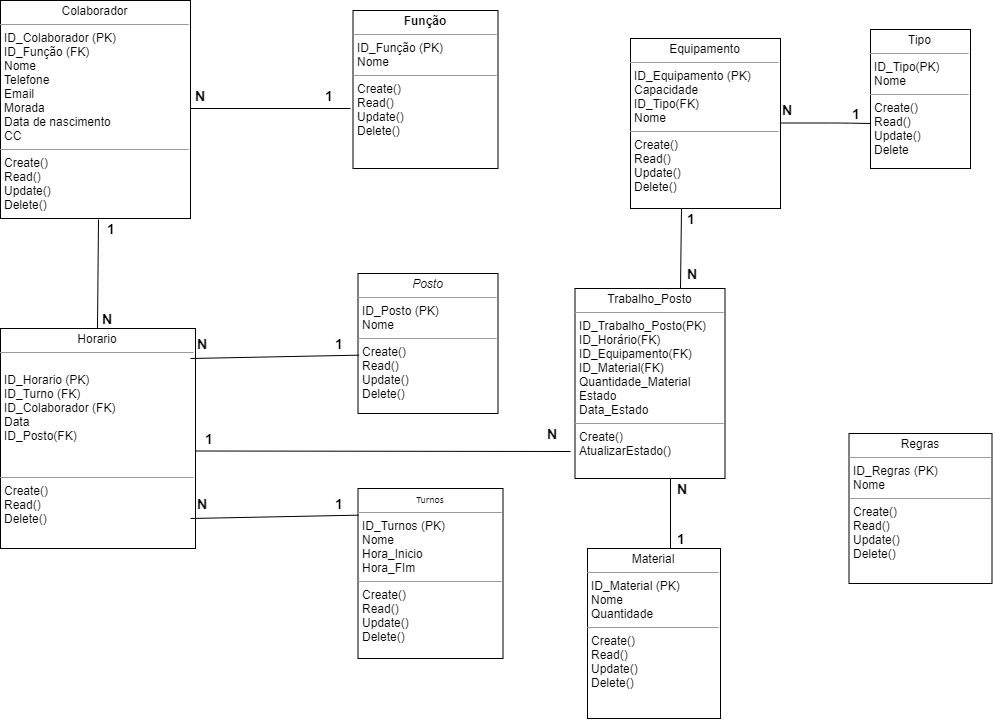 Colaborador
ID_Colaborador (PK)
ID_Função (FK)
Nome
Telefone
Email
Morada
Data de nascimento
CC
Create()
Read()
Update()
Delete()
N
1
Função
ID_Função (PK)
Nome
Create()
Read()
Update()
Delete()
Equipamento
ID_Equipamento (PK)
Capacidade
ID_Tipo(FK)
Nome
Create()
Read()
Update()
Delete()
N
1
Tipo
ID_Tipo(PK)
Nome
Create()
Read()
Update()
Delete
1
N
1
N
Horario
ID_Horario (PK)
ID_Turno (FK)
ID_Colaborador (FK)
Data
ID_Posto(FK)
Create()
Read()
Delete()
N
1
Posto
ID_Posto (PK)
Nome
Create()
Read()
Update()
Delete()
1
N
Trabalho_Posto
ID_Trabalho_Posto(PK)
ID_Horário(FK)
ID_Equipamento(FK)
ID_Material(FK)
Quantidade_Material
Estado
Data_Estado
Create()
AtualizarEstado()
N
1
Turnos
ID_Turnos (PK)
Nome
Hora_Inicio
Hora_FIm
Create()
Read()
Update()
Delete()
N
1
Material
ID_Material (PK)
Nome
Quantidade
Create()
Read()
Update()
Delete()
Regras
ID_Regras (PK)
Nome
Create()
Read()
Update()
Delete()